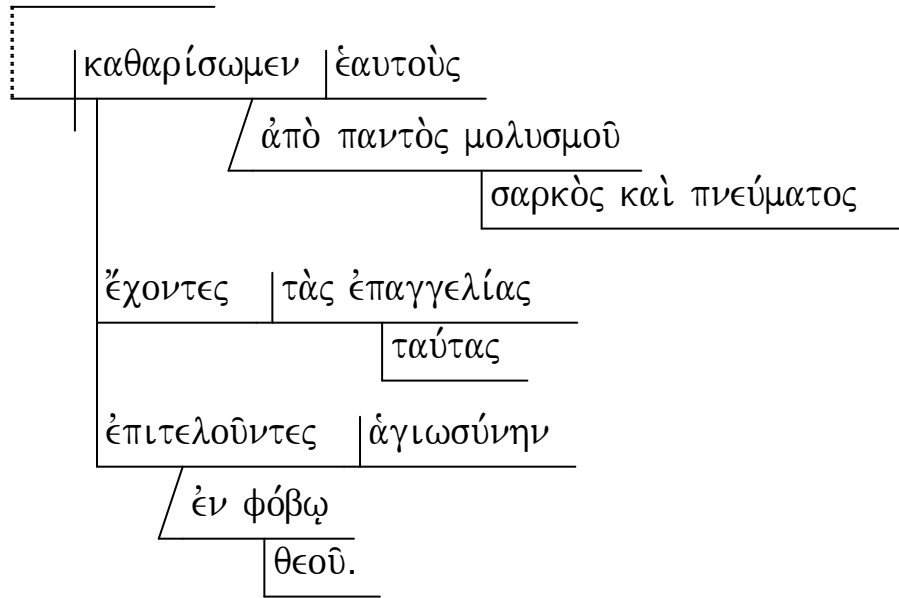 καθαρίσωμεν ἑαυτοὺς
ἀπὸ παντὸς μολυσμοῦ
σαρκὸς καὶ πνεύματος
ἔχοντες τὰς ἐπαγγελίας
ταύτας
ἐπιτελοῦντες ἁγιωσύνην
ἐν φόβῳ
θεοῦ.